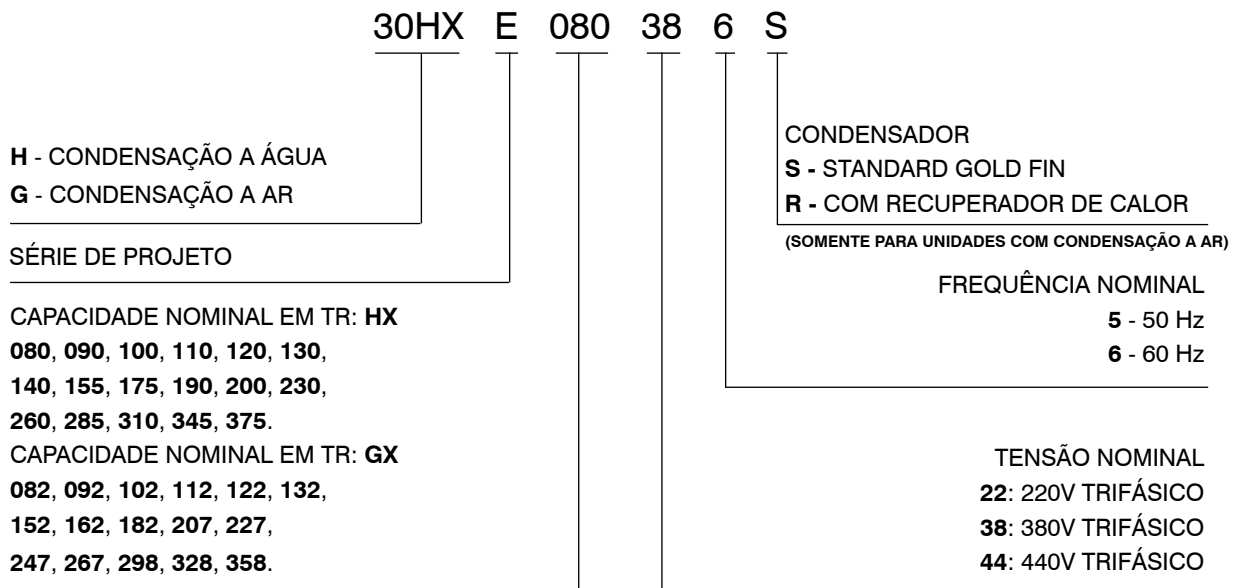 30HX E 080 38 6 S
H - CONDENSAÇÃO A ÁGUA
G - CONDENSAÇÃO A AR
SÉRIE DE PROJETO
CAPACIDADE NOMINAL EM TR: HX
080, 090, 100, 110, 120, 130,
140, 155, 175, 190, 200, 230,
260, 285, 310, 345, 375.
CAPACIDADE NOMINAL EM TR: GX
082, 092, 102, 112, 122, 132,
152, 162, 182, 207, 227,
247, 267, 298, 328, 358.
CONDENSADOR
S - STANDARD GOLD FIN
R - COM RECUPERADOR DE CALOR
(SOMENTE PARA UNIDADES COM CONDENSAÇÃO A AR)
FREQUÊNCIA NOMINAL
5 - 50 Hz
6 - 60 Hz
TENSÃO NOMINAL
22: 220V TRIFÁSICO
38: 380V TRIFÁSICO
44: 440V TRIFÁSICO